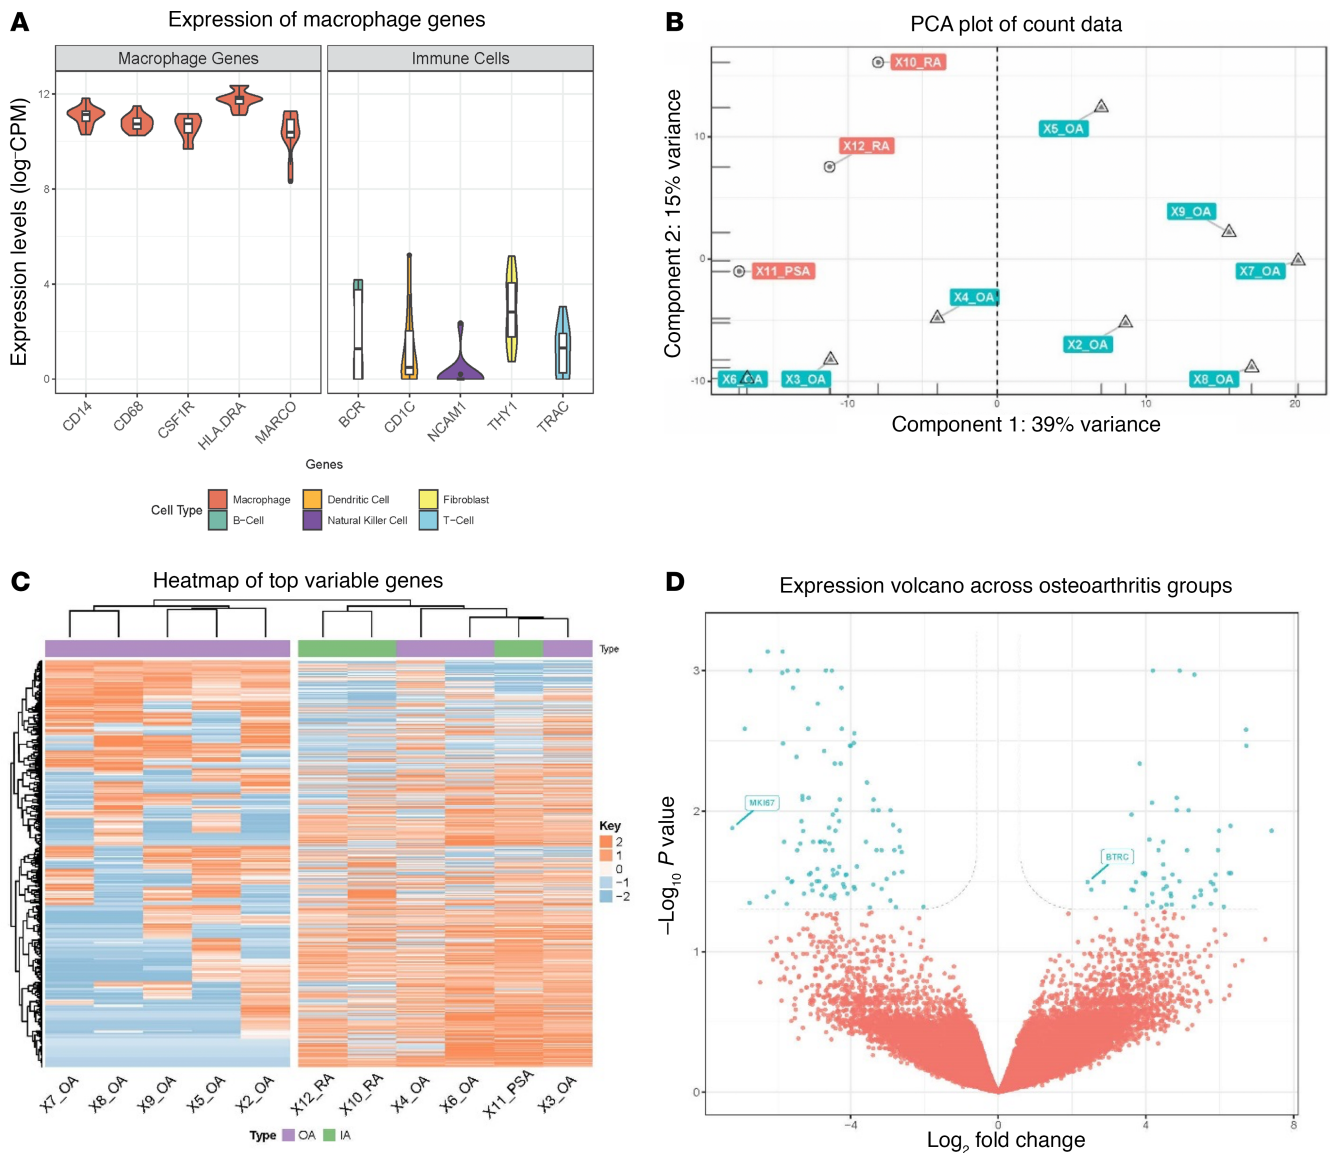 A
Expression of macrophage genes
Macrophage Genes
Immune Cells
Expression levels (log-CPM)
12
8
4
0
CD14
CD68
CSF1R
HLA.DRA
MARCO
BCR
CD1C
NCAM1
THY1
TRAC
Genes
Cell Type
Macrophage
Dendritic Cell
Fibroblast
B-Cell
Natural Killer Cell
T-Cell
B
PCA plot of count data
Component 2: 15% variance
10
0
-10
X10_RA
X5_OA
X12_RA
X9_OA
X11_PSA
X7_OA
X4_OA
X2_OA
X6_OA
X3_OA
X8_OA
-10
0
10
20
Component 1: 39% variance
C
Heatmap of top variable genes
Type
Key
2
1
0
-1
-2
X7_OA
X8_OA
X9_OA
X5_OA
X2_OA
X12_RA
X10_RA
X4_OA
X6_OA
X11_PSA
X3_OA
Type
OA
IA
D
Expression volcano across osteoarthritis groups
–Log10 P value
3
2
1
0
MKI67
BTRC
-4
0
4
8
Log2 fold change